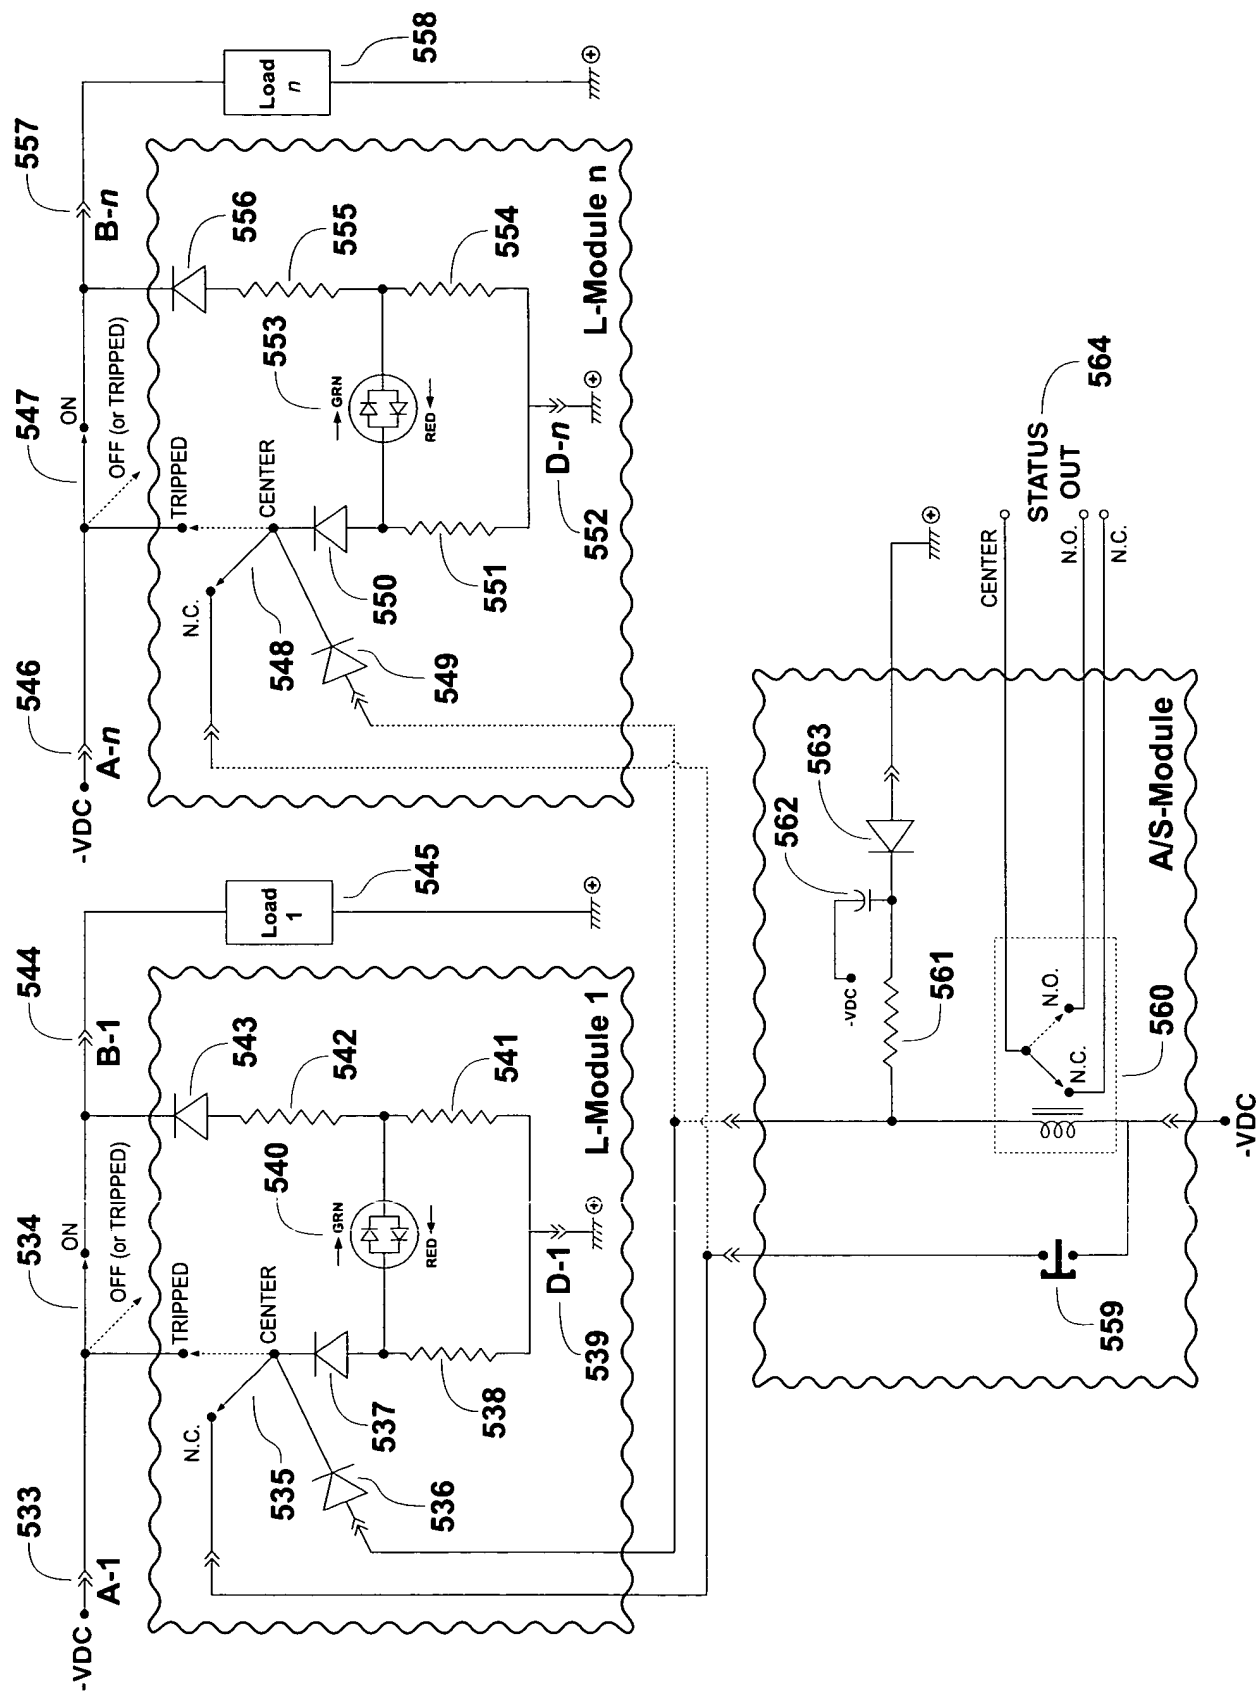 533
534
544
546
547
557
-VDC
A-1
ON
B-1
-VDC
A-n
ON
B-n
OFF (or TRIPPED)
OFF (or TRIPPED)
TRIPPED
TRIPPED
N.C.
CENTER
N.C.
CENTER
535
536
537
538
539
540
541
542
543
GRN
RED
D-1
L-Module 1
Load
1
545
548
549
550
551
552
553
554
555
556
GRN
RED
D-n
L-Module n
Load
n
558
559
560
561
562
563
-VDC
N.C.
N.O.
A/S-Module
-VDC
CENTER
N.O.
N.C.
STATUS
OUT
564